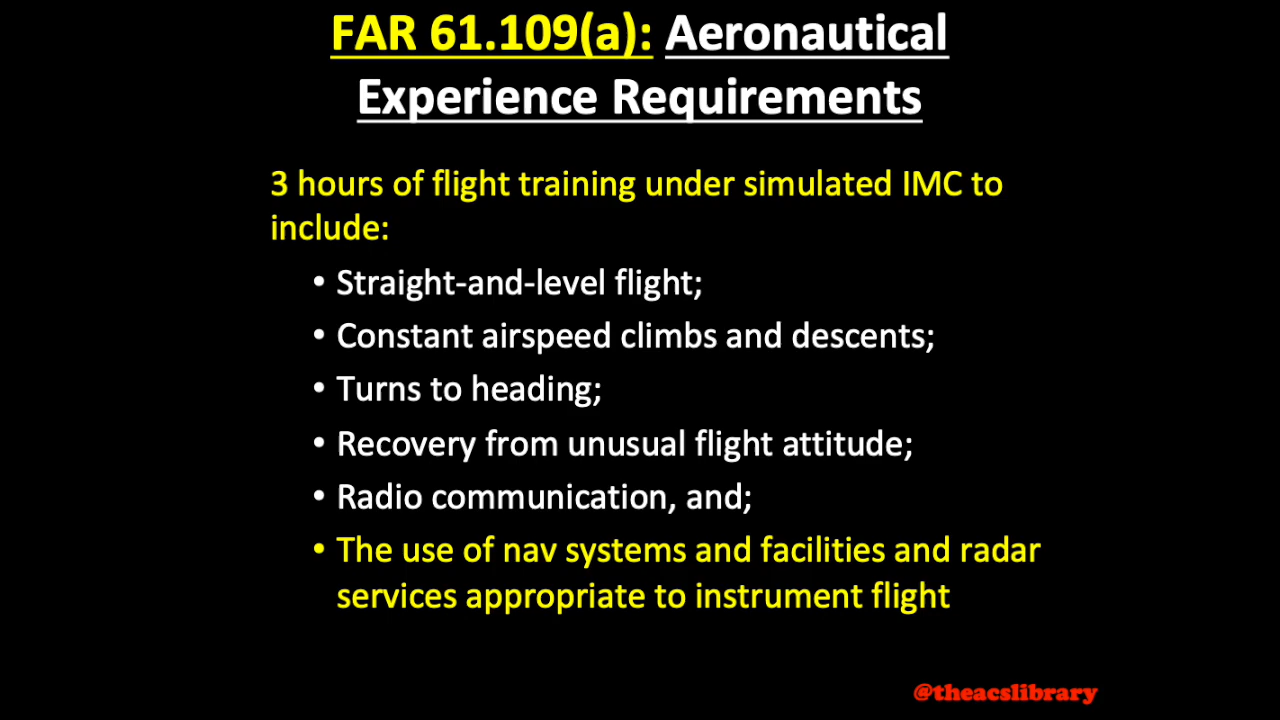 FAR 61.109(a): Aeronautical
Experience Requirements
3 hours of flight training under simulated IMC to
include:
• Straight-and-level flight;
• Constant airspeed climbs and descents;
• Turns to heading;
• Recovery from unusual flight attitude;
• Radio communication, and;
• The use of nav systems and facilities and radar
services appropriate to instrument flight
@theacslibrary